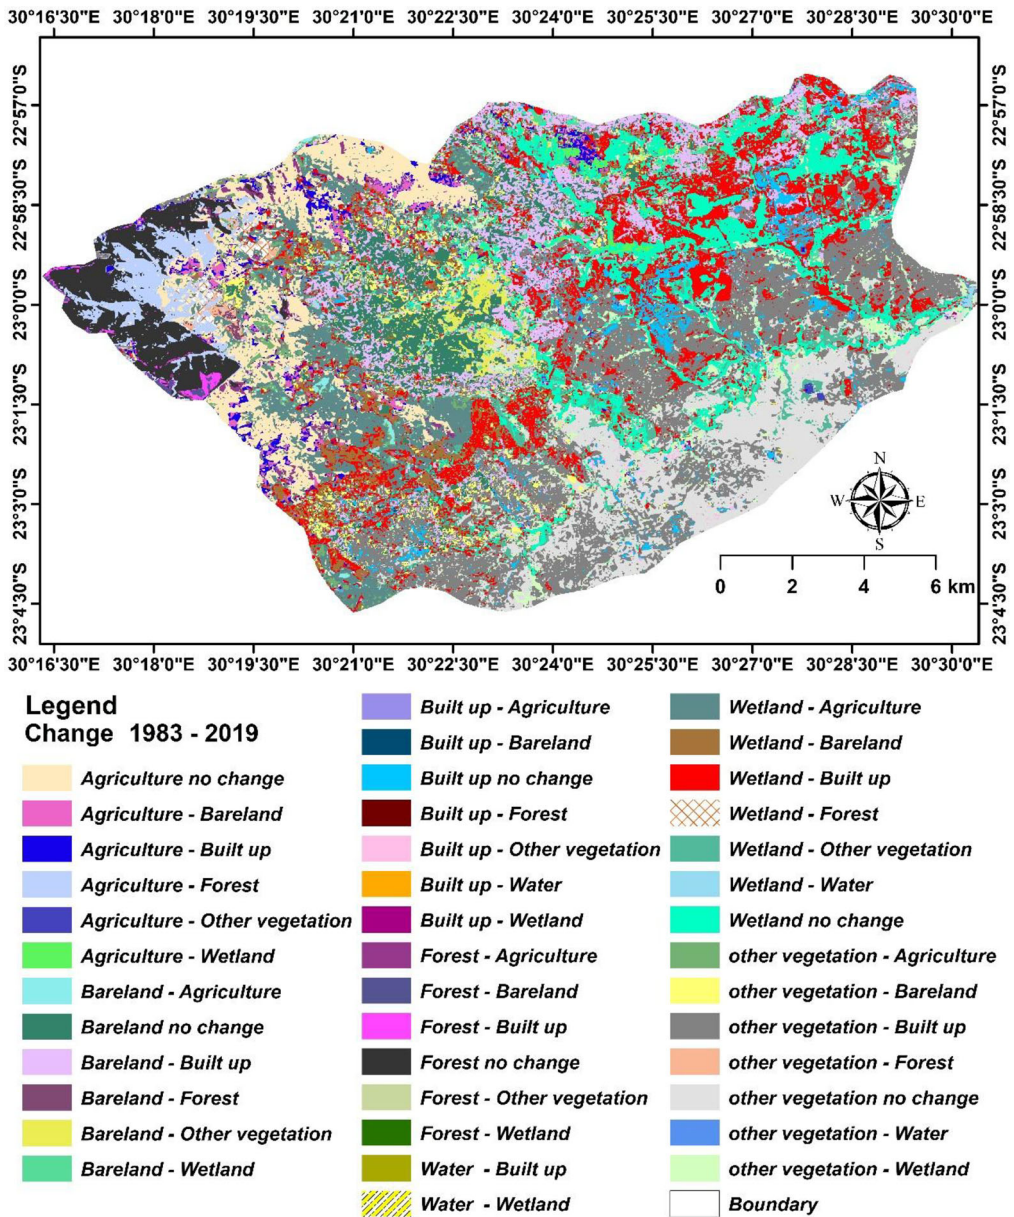 30°16'30"E 30°18'0"E 30°19'30"E 30°21'0"E 30°22'30"E 30°24'0"E 30°25'30"E 30°27'0"E 30°28'30"E 30°30'0"E
22°57'0"S 22°57'0"S
22°58'30"S 22°58'30"S
23°0'0"S 23°0'0"S
23°1'30"S 23°1'30"S
23°3'0"S 23°3'0"S
23°4'30"S 23°4'30"S
N
W E
S
0 2 4 6 km
30°16'30"E 30°18'0"E 30°19'30"E 30°21'0"E 30°22'30"E 30°24'0"E 30°25'30"E 30°27'0"E 30°28'30"E 30°30'0"E
Legend
Change 1983 - 2019
Agriculture no change
Agriculture - Bareland
Agriculture - Built up
Agriculture - Forest
Agriculture - Other vegetation
Agriculture - Wetland
Bareland - Agriculture
Bareland no change
Bareland - Built up
Bareland - Forest
Bareland - Other vegetation
Bareland - Wetland
Built up - Agriculture
Built up - Bareland
Built up no change
Built up - Forest
Built up - Other vegetation
Built up - Water
Built up - Wetland
Forest - Agriculture
Forest - Bareland
Forest - Built up
Forest no change
Forest - Other vegetation
Forest - Wetland
Water - Built up
Water - Wetland
Wetland - Agriculture
Wetland - Bareland
Wetland - Built up
Wetland - Forest
Wetland - Other vegetation
Wetland - Water
Wetland no change
other vegetation - Agriculture
other vegetation - Bareland
other vegetation - Built up
other vegetation - Forest
other vegetation no change
other vegetation - Water
other vegetation - Wetland
Boundary